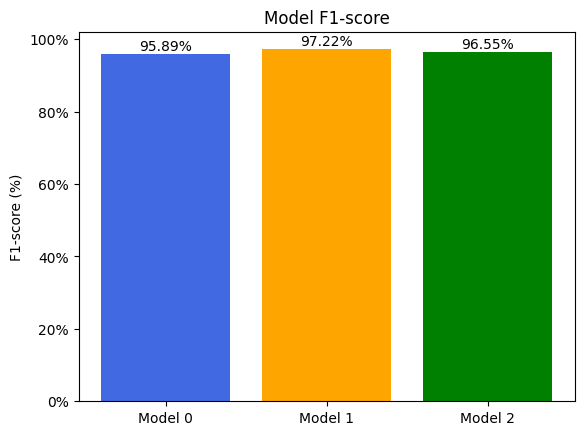 Model F1-score
F1-score (%)
100%
80%
60%
40%
20%
0%
95.89%
97.22%
96.55%
Model 0
Model 1
Model 2